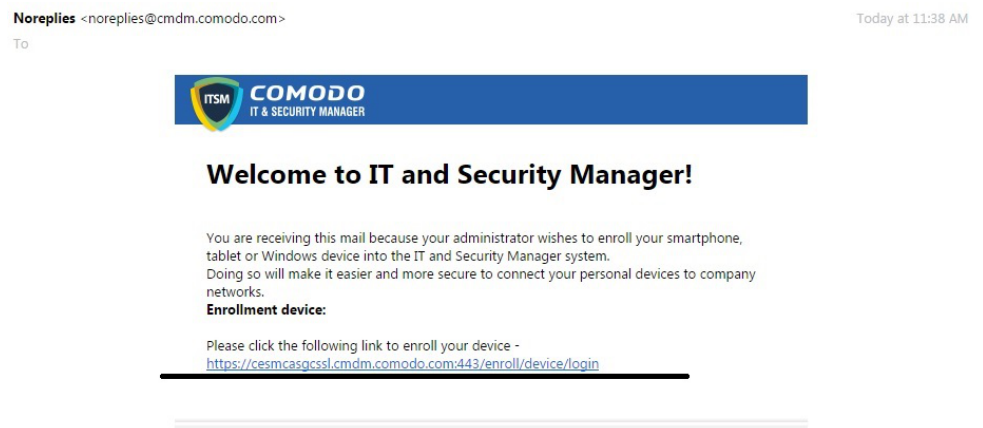 Noreplies <noreplies@cmdm.comodo.com>
Today at 11:38 AM
To
ITSM
COMODO
IT & SECURITY MANAGER
Welcome to IT and Security Manager!
You are receiving this mail because your administrator wishes to enroll your smartphone,
tablet or Windows device into the IT and Security Manager system.
Doing so will make it easier and more secure to connect your personal devices to company
networks.
Enrollment device:
Please click the following link to enroll your device -
https://cesmcasgcssl.cmdm.comodo.com:443/enroll/device/login